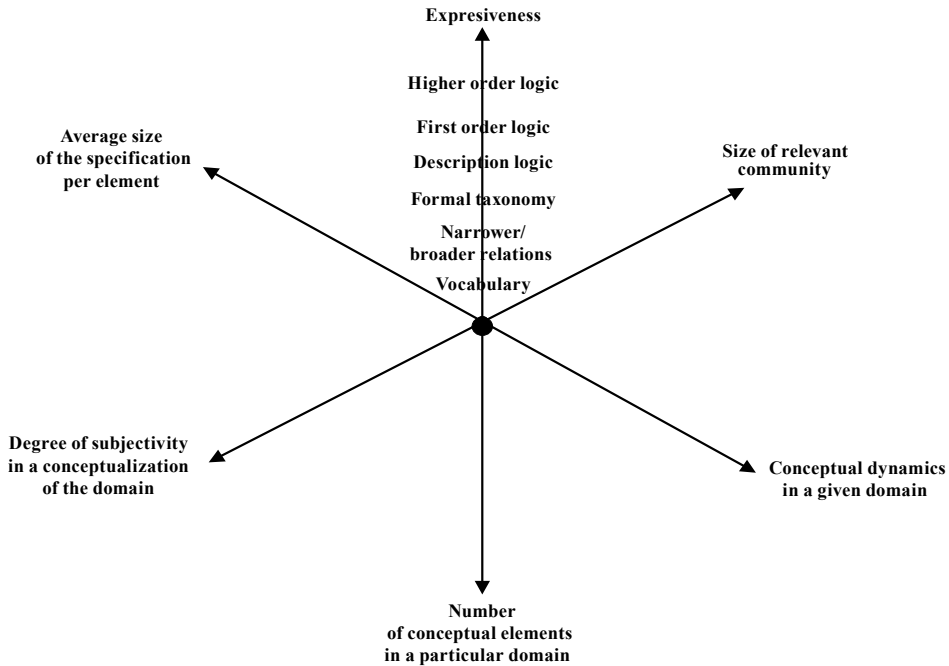 Expresiveness
Higher order logic
First order logic
Description logic
Formal taxonomy
Narrower/
broader relations
Vocabulary
Average size
of the specification
per element
Size of relevant
community
Degree of subjectivity
in a conceptualization
of the domain
Conceptual dynamics
in a given domain
Number
of conceptual elements
in a particular domain